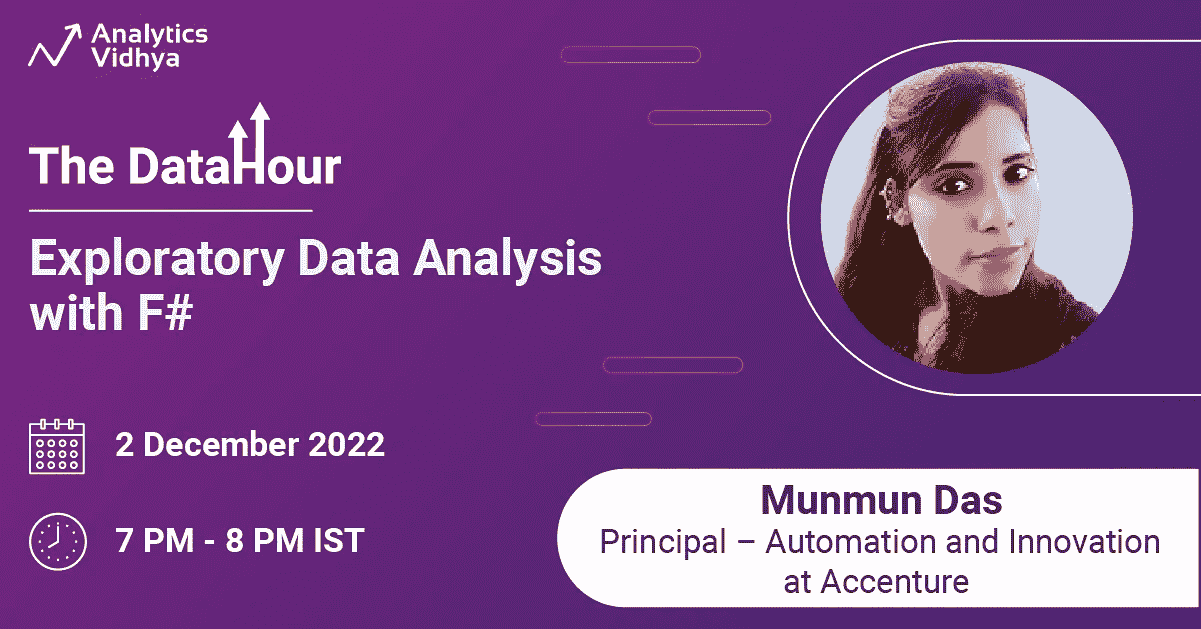 Analytics
Vidhya
The DataHour
Exploratory Data Analysis
with F#
2 December 2022
7 PM - 8 PM IST
Munmun Das
Principal – Automation and Innovation
at Accenture